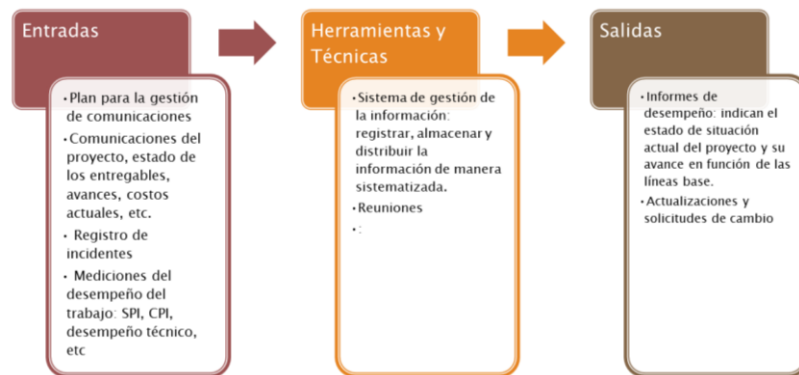 Entradas
•Plan para la gestión
de comunicaciones
•Comunicaciones del
proyecto, estado de
los entregables,
avances, costos
actuales, etc.
• Registro de
incidentes
• Mediciones del
desempeño del
trabajo: SPI, CPI,
desempeño técnico,
etc
Herramientas y
Técnicas
•Sistema de gestión de
la información:
registrar, almacenar y
distribuir la
información de manera
sistematizada.
•Reuniones
•:
Salidas
•Informes de
desempeño: indican el
estado de situación
actual del proyecto y su
avance en función de las
líneas base.
•Actualizaciones y
solicitudes de cambio